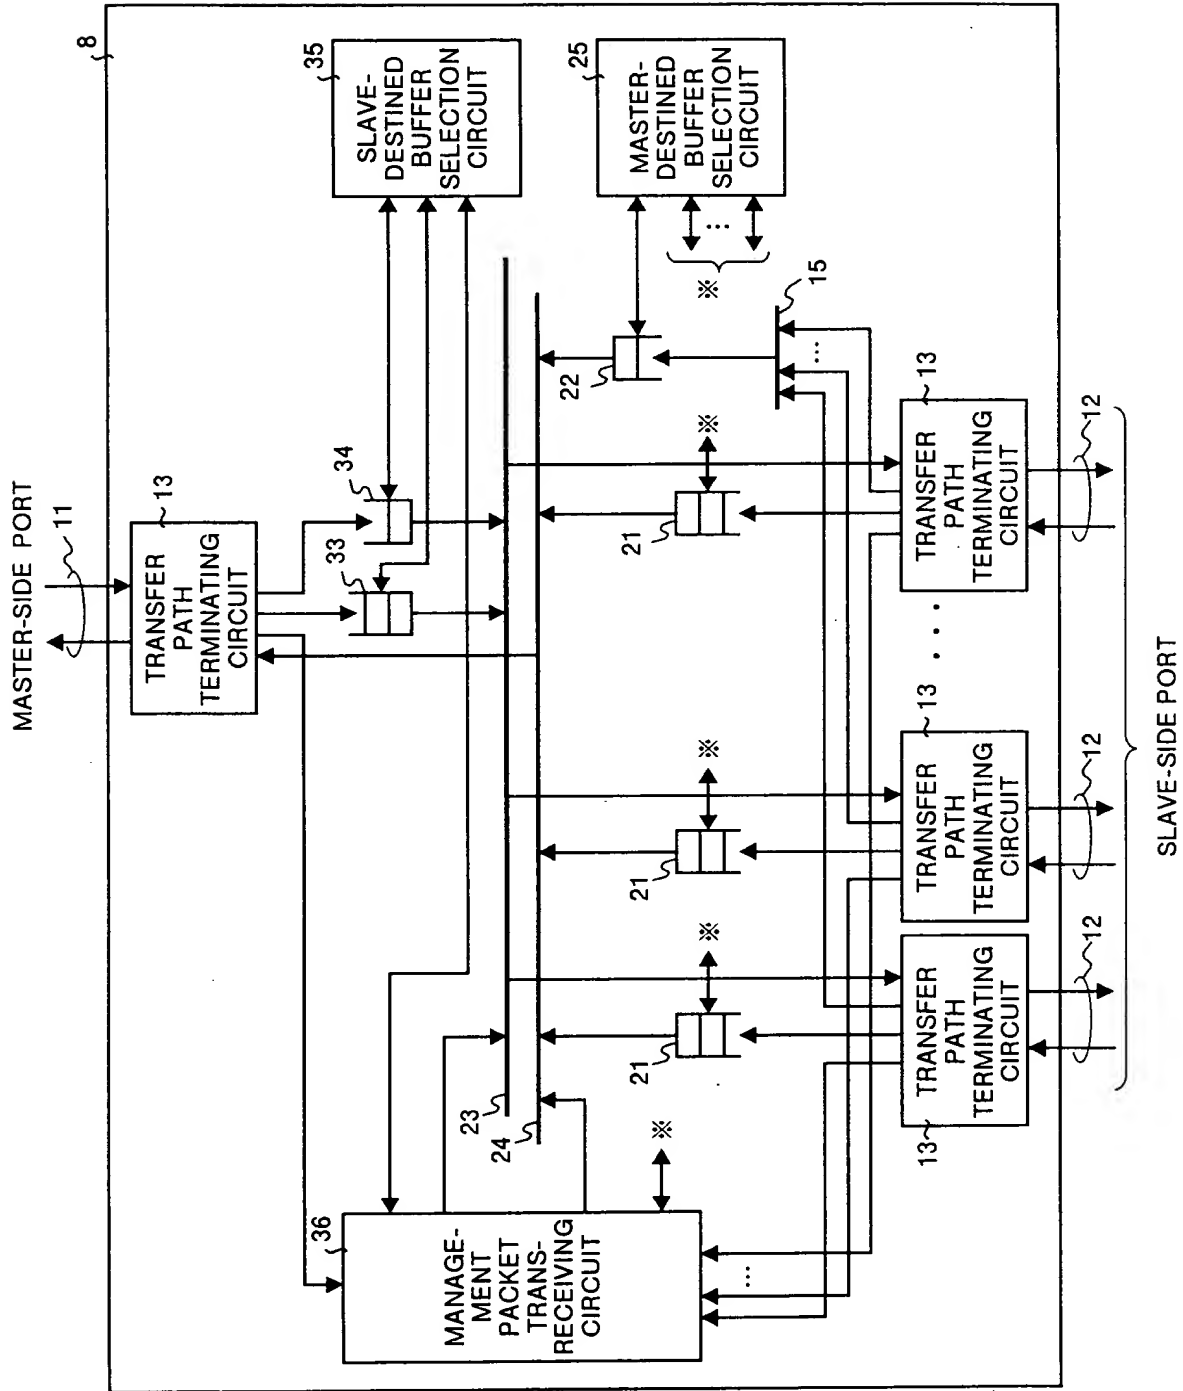 8
MASTER-SIDE PORT
11
13
TRANSFER
PATH
TERMINATING
CIRCUIT
35
SLAVE-
DESTINED
BUFFER
SELECTION
CIRCUIT
34
33
25
MASTER-
DESTINED
BUFFER
SELECTION
CIRCUIT
※
...
15
...
22
36
MANAGE-
MENT
PACKET
TRANS-
RECEIVING
CIRCUIT
...
※
23
24
21
※
21
※
21
※
13
TRANSFER
PATH
TERMINATING
CIRCUIT
12
13
TRANSFER
PATH
TERMINATING
CIRCUIT
12
....
13
TRANSFER
PATH
TERMINATING
CIRCUIT
12
SLAVE-SIDE PORT